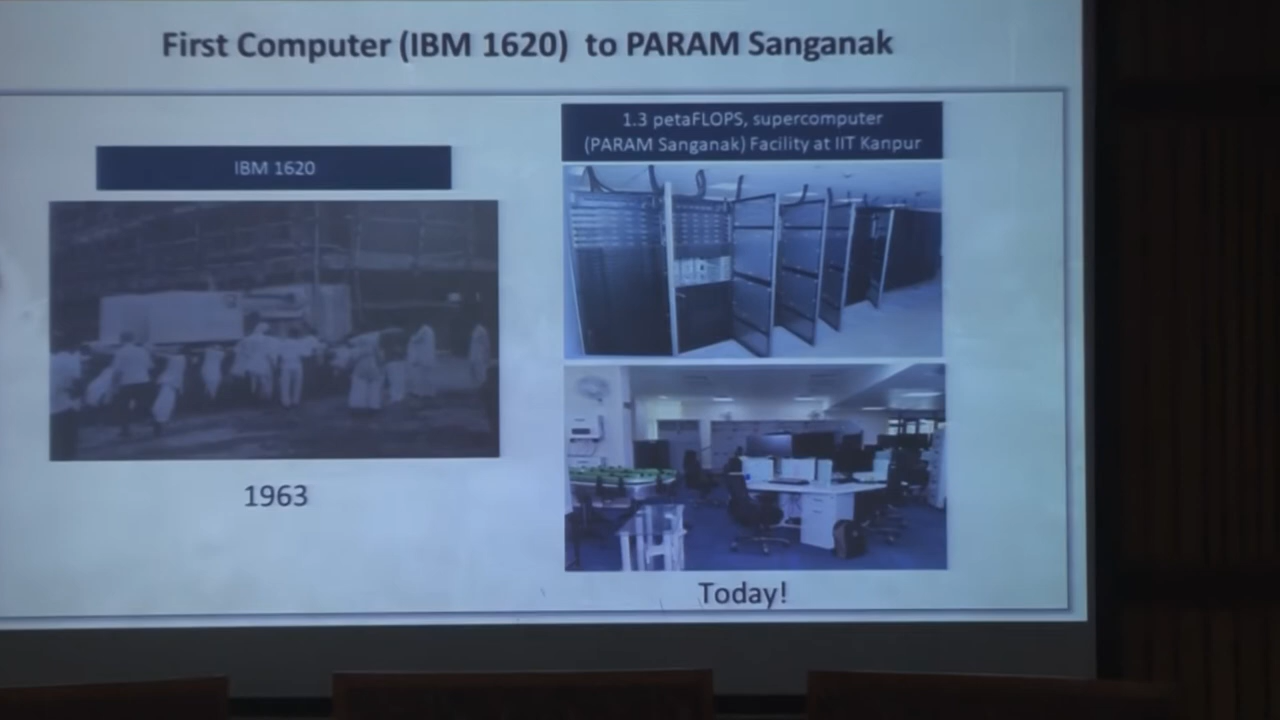 First Computer (IBM 1620) to PARAM Sanganak
IBM 1620
1963
1.3 petaFLOPS, supercomputer
(PARAM Sanganak) Facility at IIT Kanpur
Today!